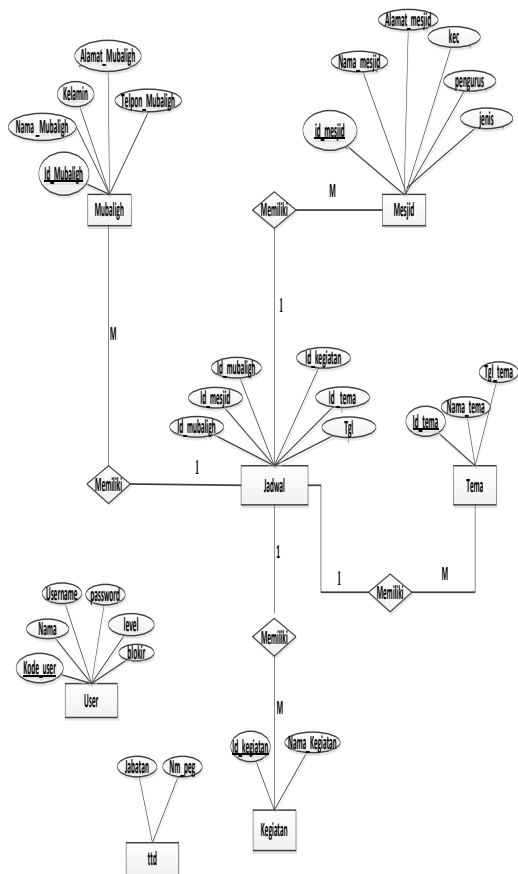 Alamat_mesjid
kec
Alamat_Mubaligh
Nama_mesjid
Kelamin
Telpon_Mubaligh
pengurus
Nama_Mubaligh
jenis
id_mesjid
Id_Mubaligh
Mubaligh
Memiliki
M
Mesjid
1
M
Id_mubaligh
Id_kegiatan
Tgl_tema
Id_mesjid
Id_tema
Nama_tema
Id_mubaligh
Tgl
Id_tema
Memiliki
1
Jadwal
Tema
1
1
Memiliki
M
Username
password
Nama
level
Memiliki
blokir
Kode_user
User
M
Id_kegiatan
Nama_Kegiatan
Jabatan
Nm_peg
Kegiatan
ttd